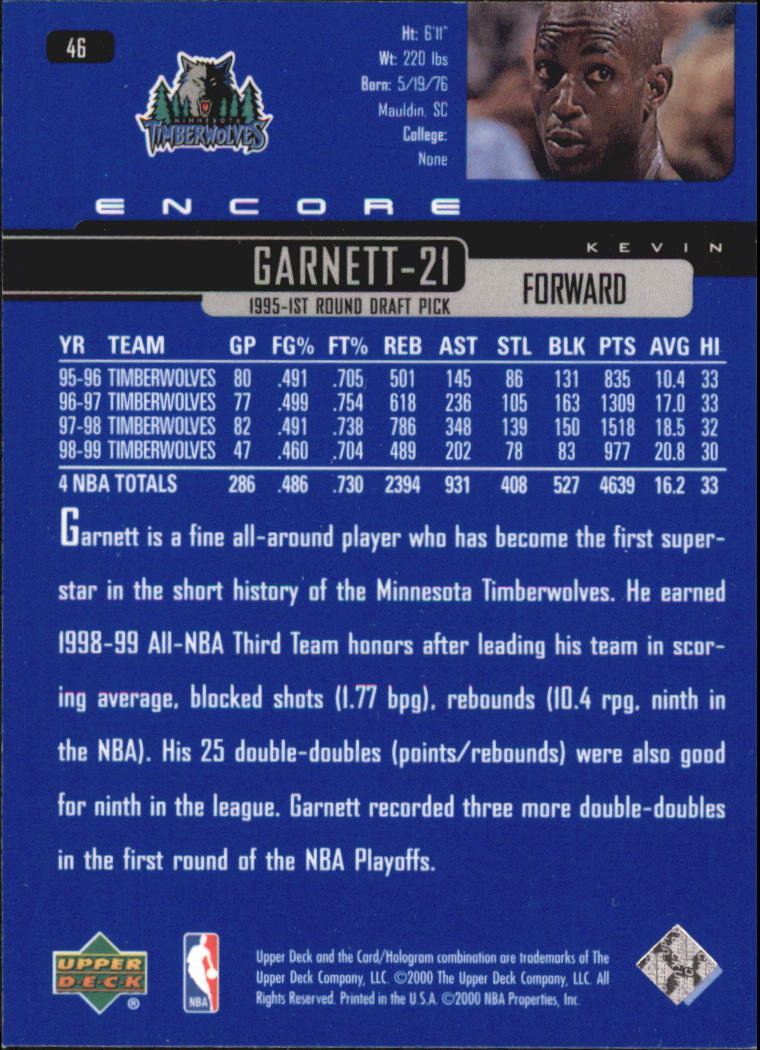 46
MINNESOTA
TIMBERWOLVES
Ht: 6'11"
Wt: 220 lbs
Born: 5/19/76
Mauldin, SC
College:
None
ENCORE
KEVIN
GARNETT-21
FORWARD
1995-1ST ROUND DRAFT PICK
YR TEAM GP FG% FT% REB AST STL BLK PTS AVG HI
95-96 TIMBERWOLVES 80 .491 .705 501 145 86 131 835 10.4 33
96-97 TIMBERWOLVES 77 .499 .754 618 236 105 163 1309 17.0 33
97-98 TIMBERWOLVES 82 .491 .738 786 348 139 150 1518 18.5 32
98-99 TIMBERWOLVES 47 .460 .704 489 202 78 83 977 20.8 30
4 NBA TOTALS 286 .486 .730 2394 931 408 527 4639 16.2 33
Garnett is a fine all-around player who has become the first super-
star in the short history of the Minnesota Timberwolves. He earned
1998-99 All-NBA Third Team honors after leading his team in scor-
ing average, blocked shots (1.77 bpg), rebounds (10.4 rpg, ninth in
the NBA). His 25 double-doubles (points/rebounds) were also good
for ninth in the league. Garnett recorded three more double-doubles
in the first round of the NBA Playoffs.
UPPER
DECK
®
NBA
Upper Deck and the Card/Hologram combination are trademarks of The
Upper Deck Company, LLC. ©2000 The Upper Deck Company, LLC. All
Rights Reserved. Printed in the U.S.A. ©2000 NBA Properties, Inc.